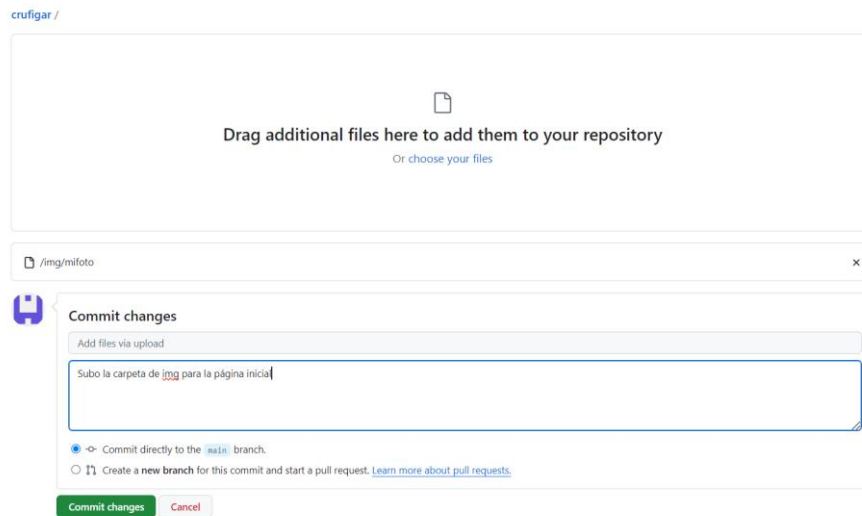 crufigar /
Drag additional files here to add them to your repository
Or choose your files
/img/mifoto
Commit changes
Add files via upload
Subo la carpeta de img para la página inicial
Commit directly to the main branch.
Create a new branch for this commit and start a pull request. Learn more about pull requests.
Commit changes Cancel